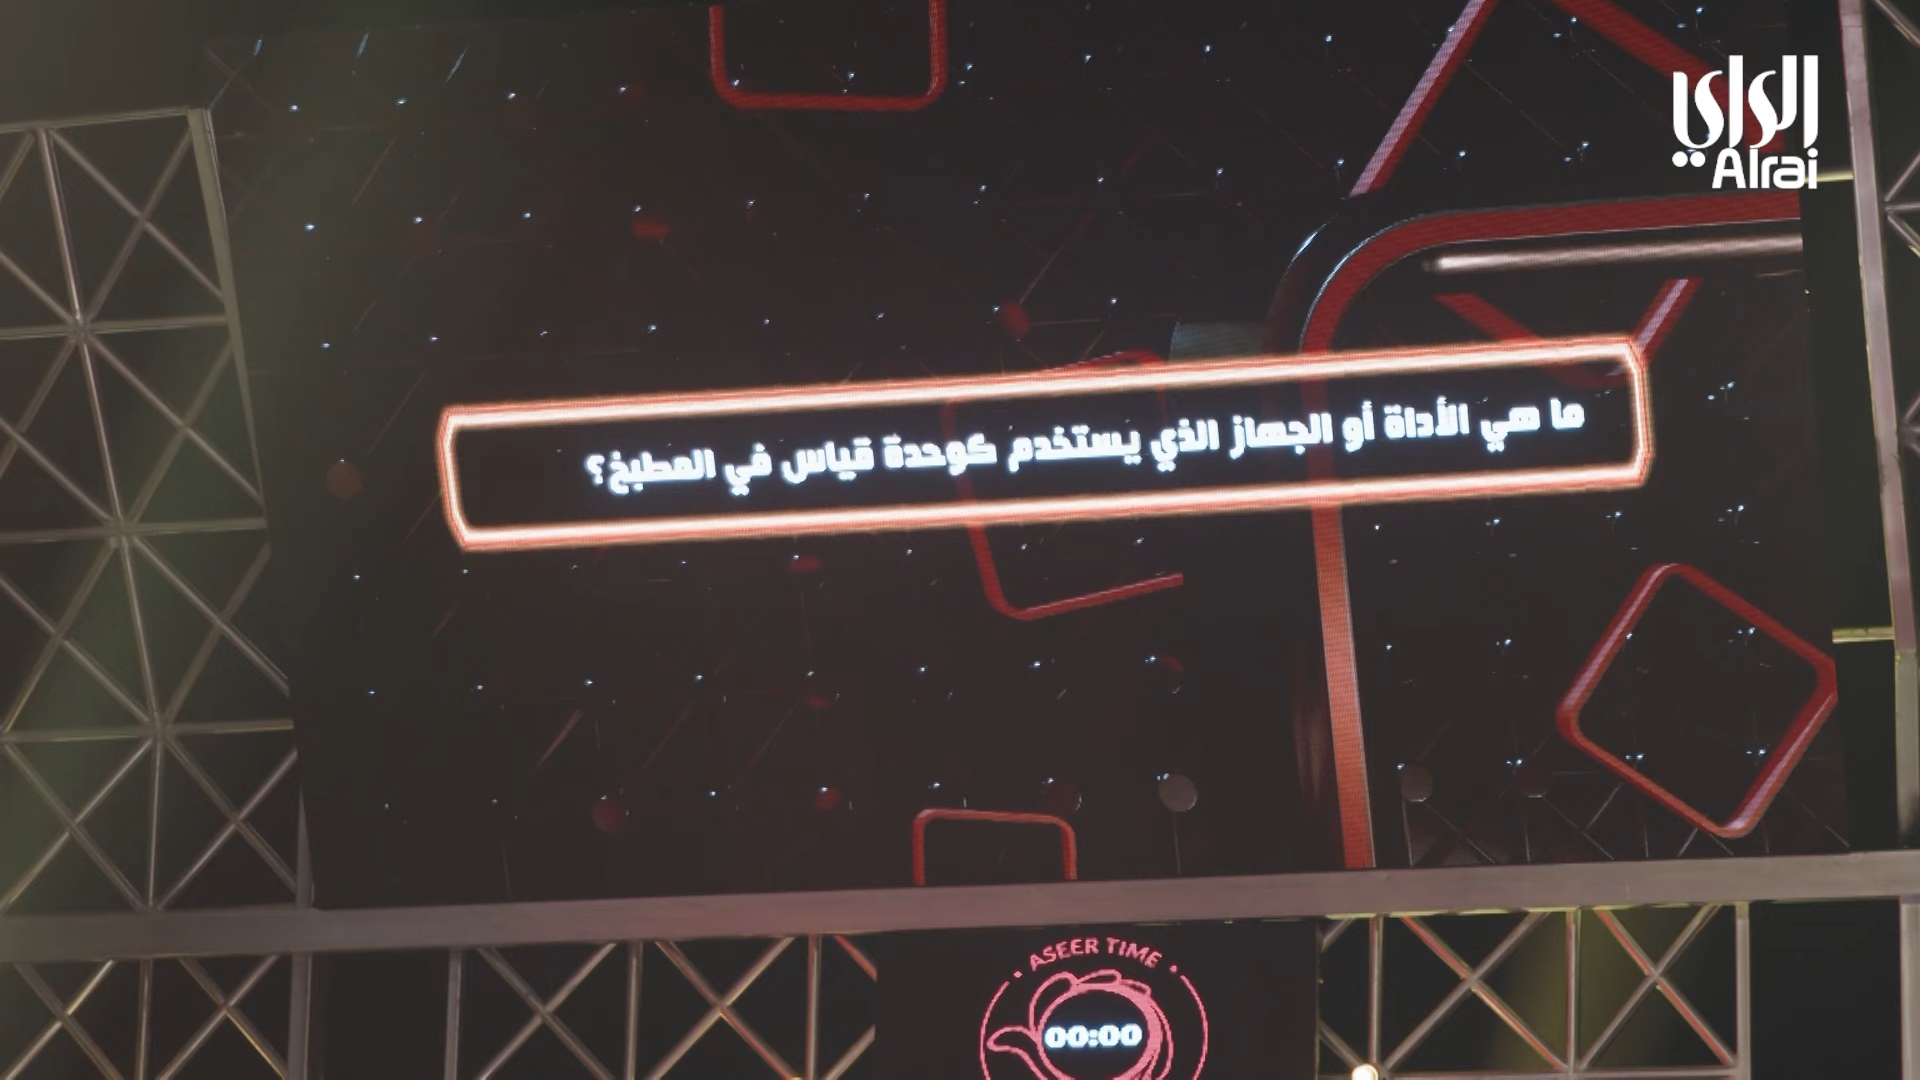 الراي
Alrai
ما هي الأداة أو الجهاز الذي يستخدم كوحدة قياس في المطبخ؟
ASEER TIME
00:00